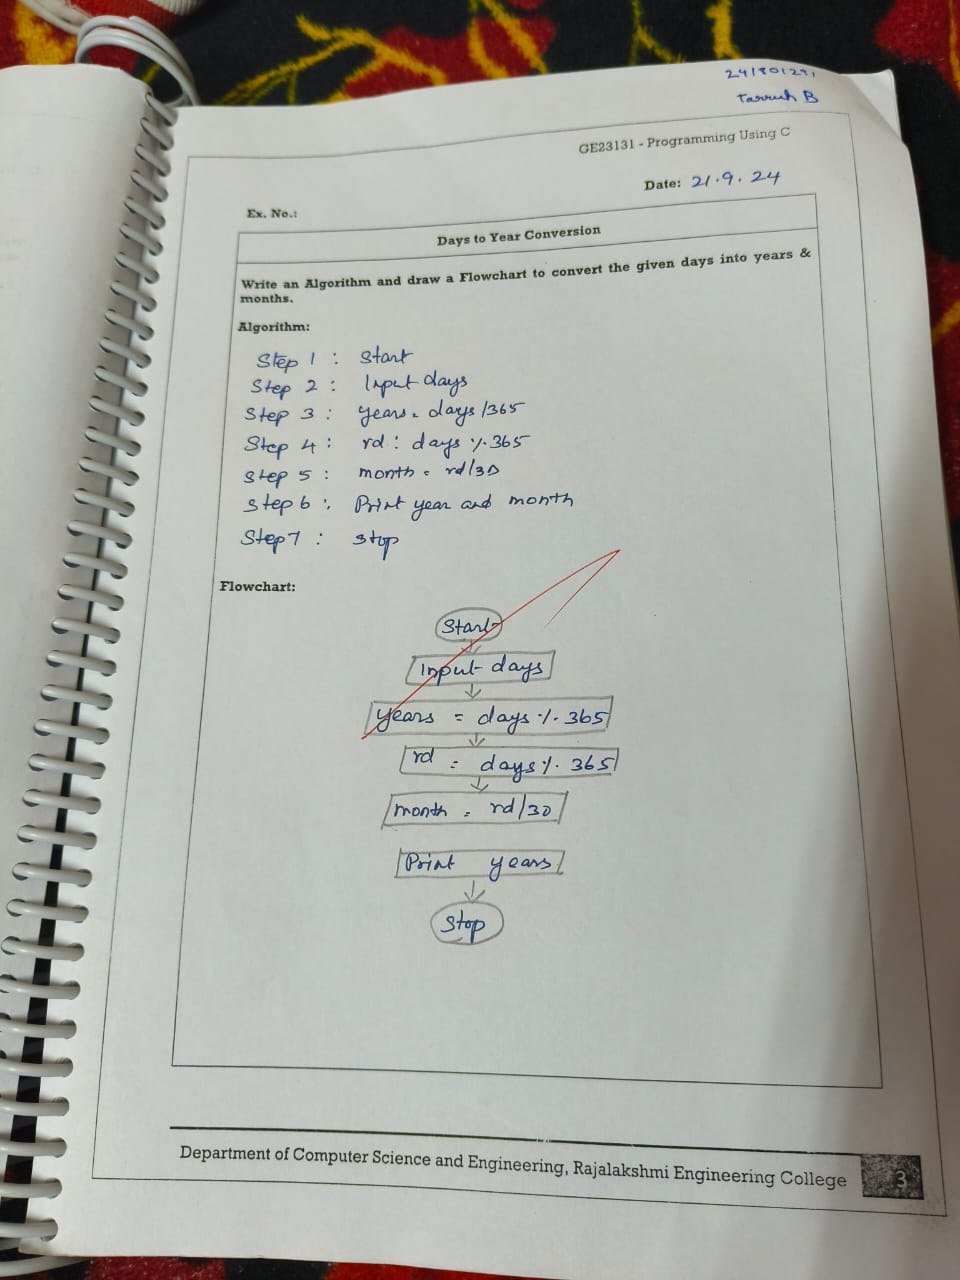 241801291
Tarrush B
GE23131 - Programming Using C
Date: 21.9.24
Ex. No.:
Days to Year Conversion
Write an Algorithm and draw a Flowchart to convert the given days into years &
months.
Algorithm:
Step 1 : Start
Step 2 : Input days
Step 3 : years = days /365
Step 4 : rd : days %. 365
Step 5 : month = rd/30
Step 6 : Print year and month
Step 7 : Stop
Flowchart:
Start
Input days
years = days %. 365
rd = days %. 365
month = rd/30
Print years
Stop
Department of Computer Science and Engineering, Rajalakshmi Engineering College
3